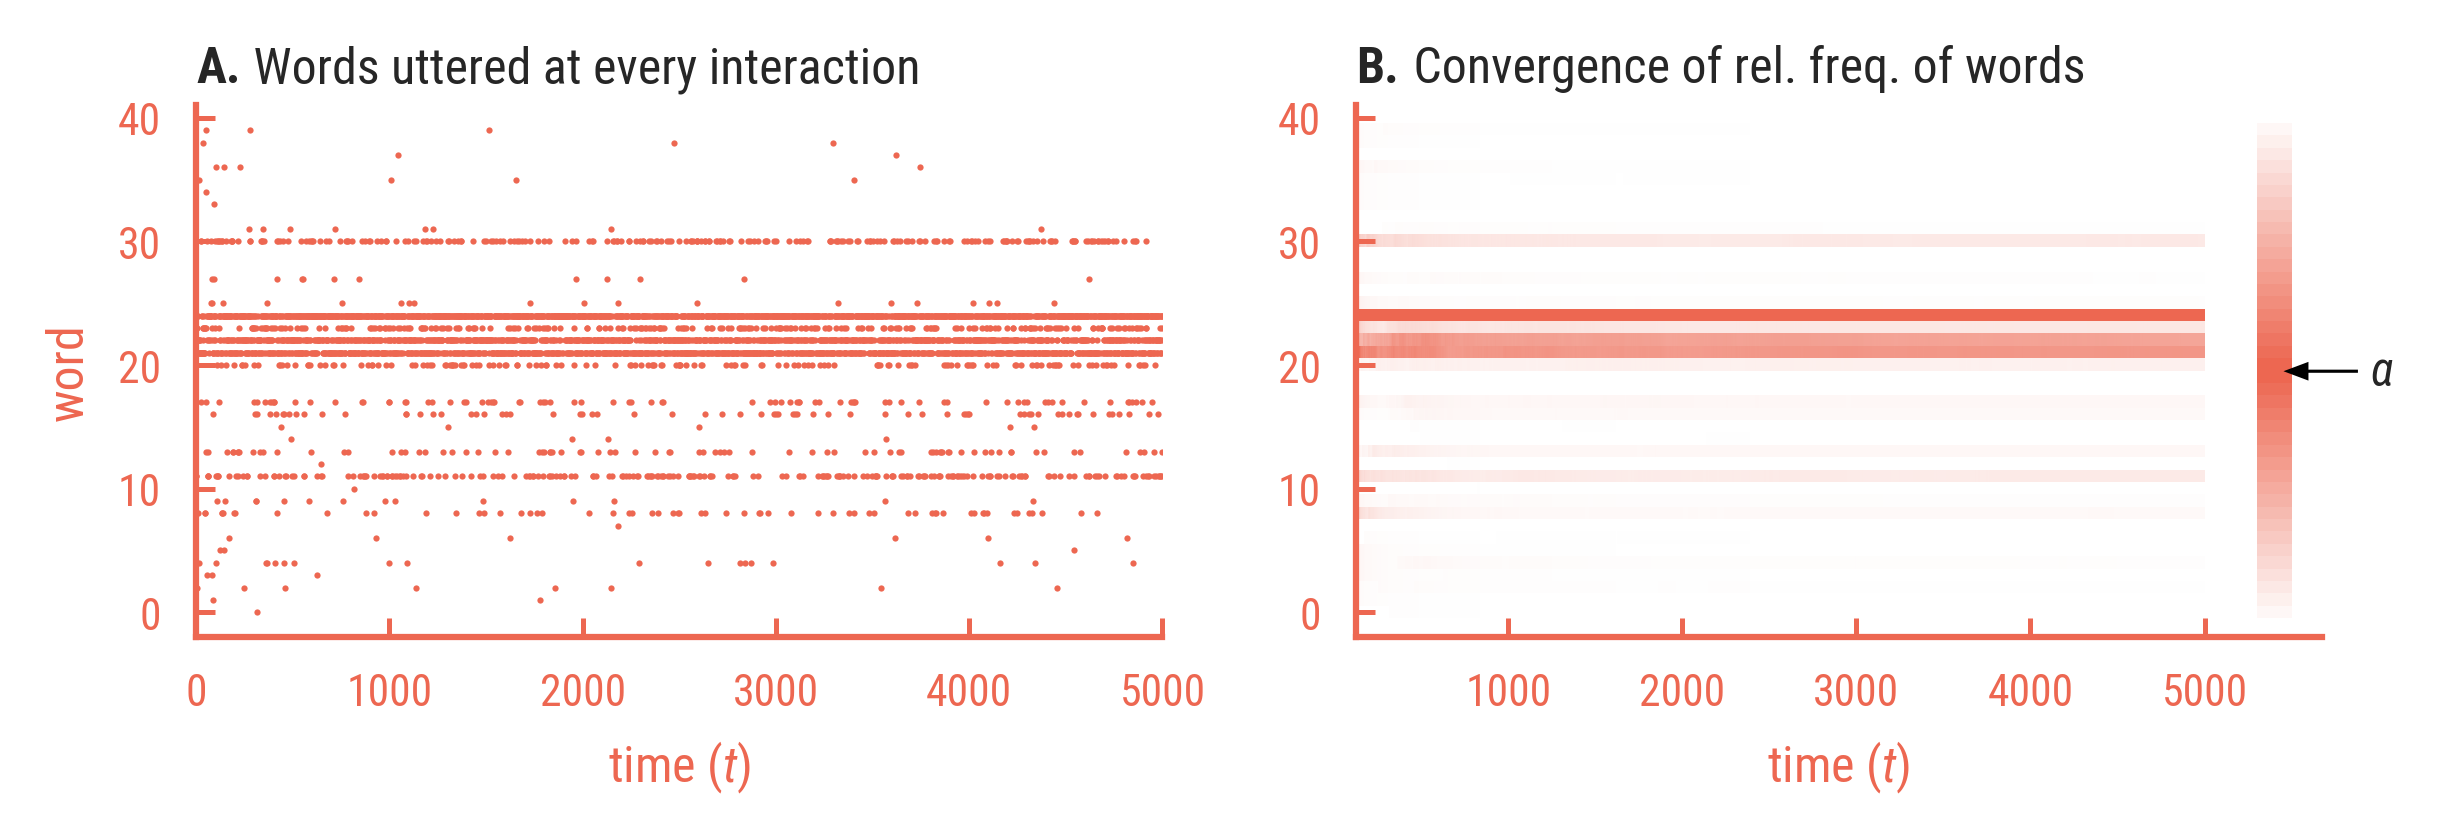 A. Words uttered at every interaction
40
30
20
10
0
word
0 1000 2000 3000 4000 5000
time (t)
B. Convergence of rel. freq. of words
40
30
20
10
0
α
1000 2000 3000 4000 5000
time (t)